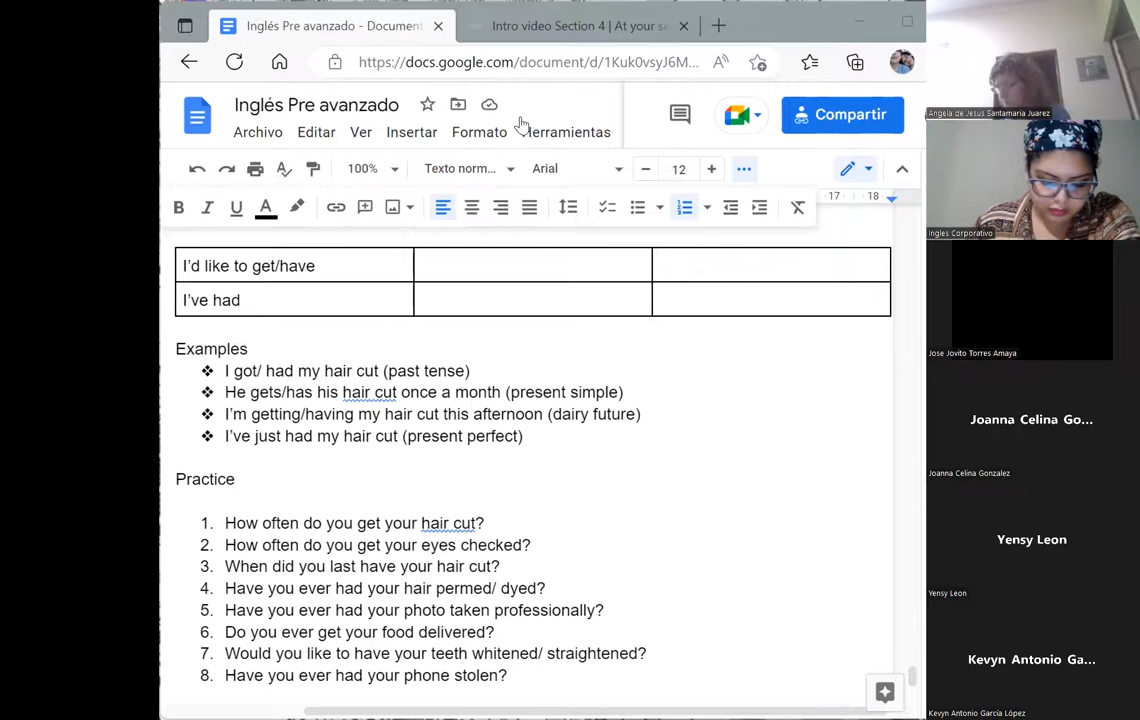 Inglés Pre avanzado - Document
Intro video Section 4 | At your se
https://docs.google.com/document/d/1Kuk0vsyJ6M...
Inglés Pre avanzado
Compartir
Archivo Editar Ver Insertar Formato Herramientas
100% Texto norm... Arial 12
17 18
I'd like to get/have
I've had
Examples
❖ I got/ had my hair cut (past tense)
❖ He gets/has his hair cut once a month (present simple)
❖ I'm getting/having my hair cut this afternoon (dairy future)
❖ I've just had my hair cut (present perfect)
Practice
1. How often do you get your hair cut?
2. How often do you get your eyes checked?
3. When did you last have your hair cut?
4. Have you ever had your hair permed/ dyed?
5. Have you ever had your photo taken professionally?
6. Do you ever get your food delivered?
7. Would you like to have your teeth whitened/ straightened?
8. Have you ever had your phone stolen?
Angela de Jesus Santamaria Juarez
Ingles Corporativo
Jose Jovito Torres Amaya
Joanna Celina Go...
Joanna Celina Gonzalez
Yensy Leon
Yensy Leon
Kevyn Antonio Ga...
Kevyn Antonio García López